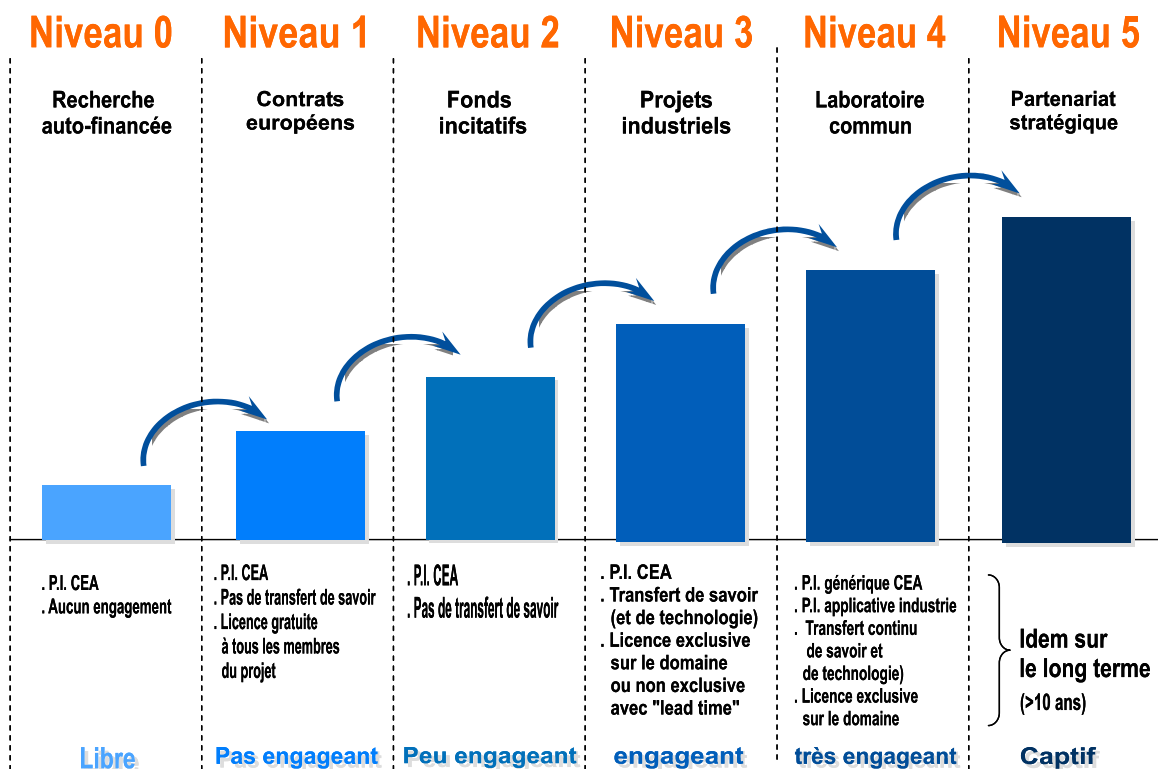 Niveau 0
Niveau 1
Niveau 2
Niveau 3
Niveau 4
Niveau 5
Recherche
auto-financée
Contrats
européens
Fonds
incitatifs
Projets
industriels
Laboratoire
commun
Partenariat
stratégique
. P.I. CEA
. Aucun engagement
. P.I. CEA
. Pas de transfert de savoir
. Licence gratuite
à tous les membres
du projet
. P.I. CEA
. Pas de transfert de savoir
. P.I. CEA
. Transfert de savoir
(et de technologie)
. Licence exclusive
sur le domaine
ou non exclusive
avec "lead time"
. P.I. générique CEA
. P.I. applicative industrie
. Transfert continu
de savoir et
de technologie)
. Licence exclusive
sur le domaine
Idem sur
le long terme
(>10 ans)
Libre
Pas engageant
Peu engageant
engageant
très engageant
Captif